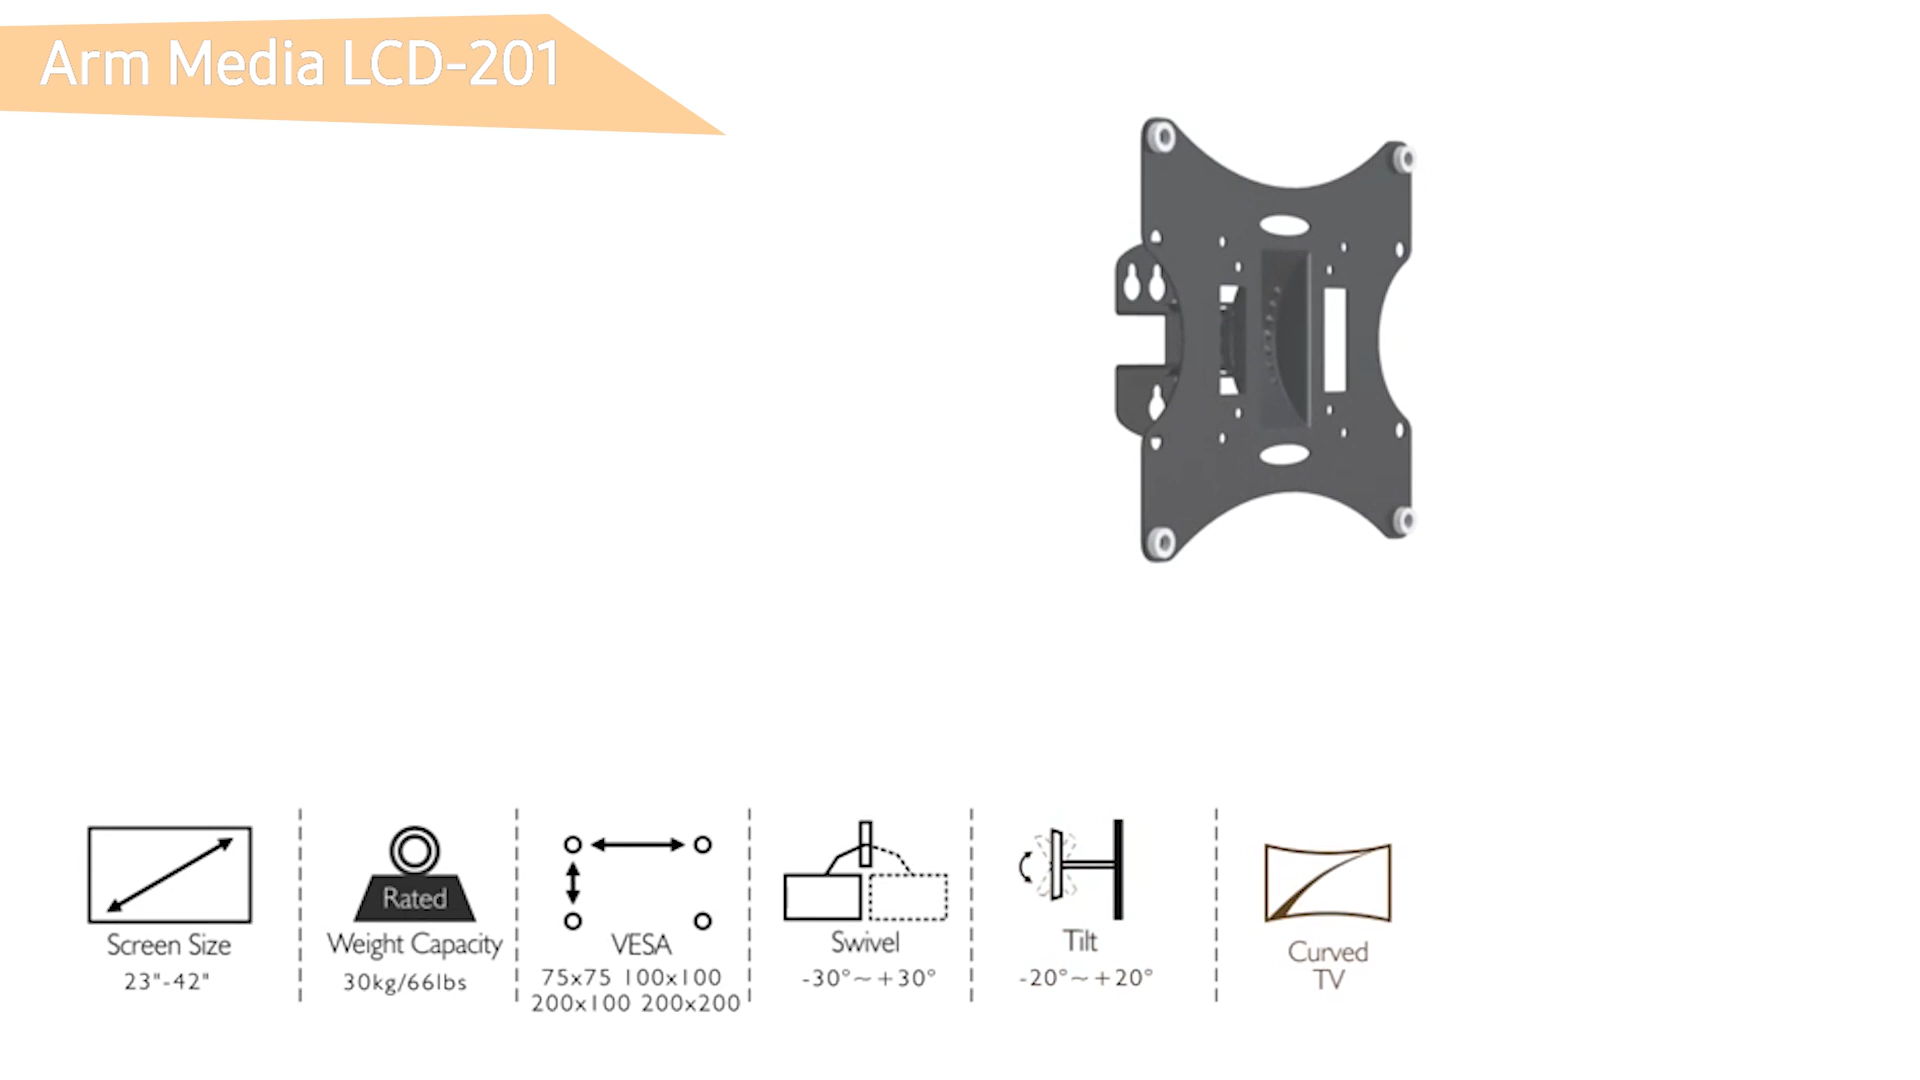 Arm Media LCD-201
Rated
Screen Size
23"-42"
Weight Capacity
30kg/66lbs
VESA
75x75 100x100
200x100 200x200
Swivel
-30°~+30°
Tilt
-20°~+20°
Curved
TV